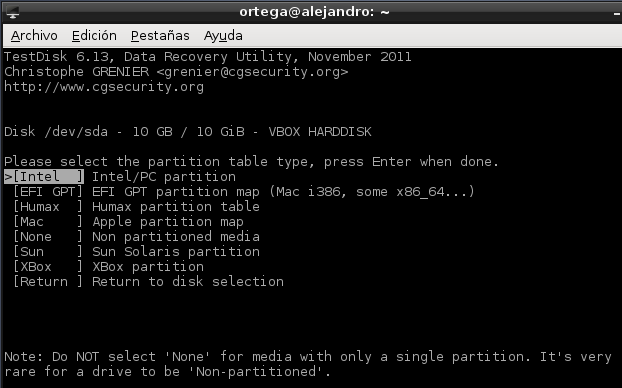 ortega@alejandro: ~
Archivo Edición Pestañas Ayuda
TestDisk 6.13, Data Recovery Utility, November 2011
Christophe GRENIER <grenier@cgsecurity.org>
http://www.cgsecurity.org
Disk /dev/sda - 10 GB / 10 GiB - VBOX HARDDISK
Please select the partition table type, press Enter when done.
>[Intel  ] Intel/PC partition
[EFI GPT] EFI GPT partition map (Mac i386, some x86_64...)
[Humax  ] Humax partition table
[Mac    ] Apple partition map
[None   ] Non partitioned media
[Sun    ] Sun Solaris partition
[XBox   ] XBox partition
[Return ] Return to disk selection
Note: Do NOT select 'None' for media with only a single partition. It's very
rare for a drive to be 'Non-partitioned'.